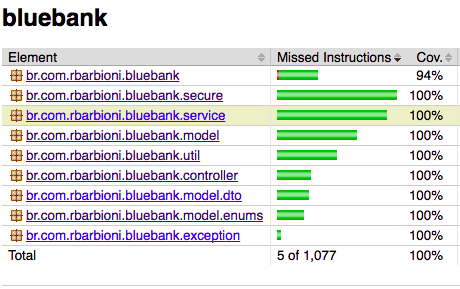 bluebank
Element Missed Instructions Cov.
br.com.rbarbioni.bluebank 94%
br.com.rbarbioni.bluebank.secure 100%
br.com.rbarbioni.bluebank.service 100%
br.com.rbarbioni.bluebank.model 100%
br.com.rbarbioni.bluebank.util 100%
br.com.rbarbioni.bluebank.controller 100%
br.com.rbarbioni.bluebank.model.dto 100%
br.com.rbarbioni.bluebank.model.enums 100%
br.com.rbarbioni.bluebank.exception 100%
Total 5 of 1,077 100%